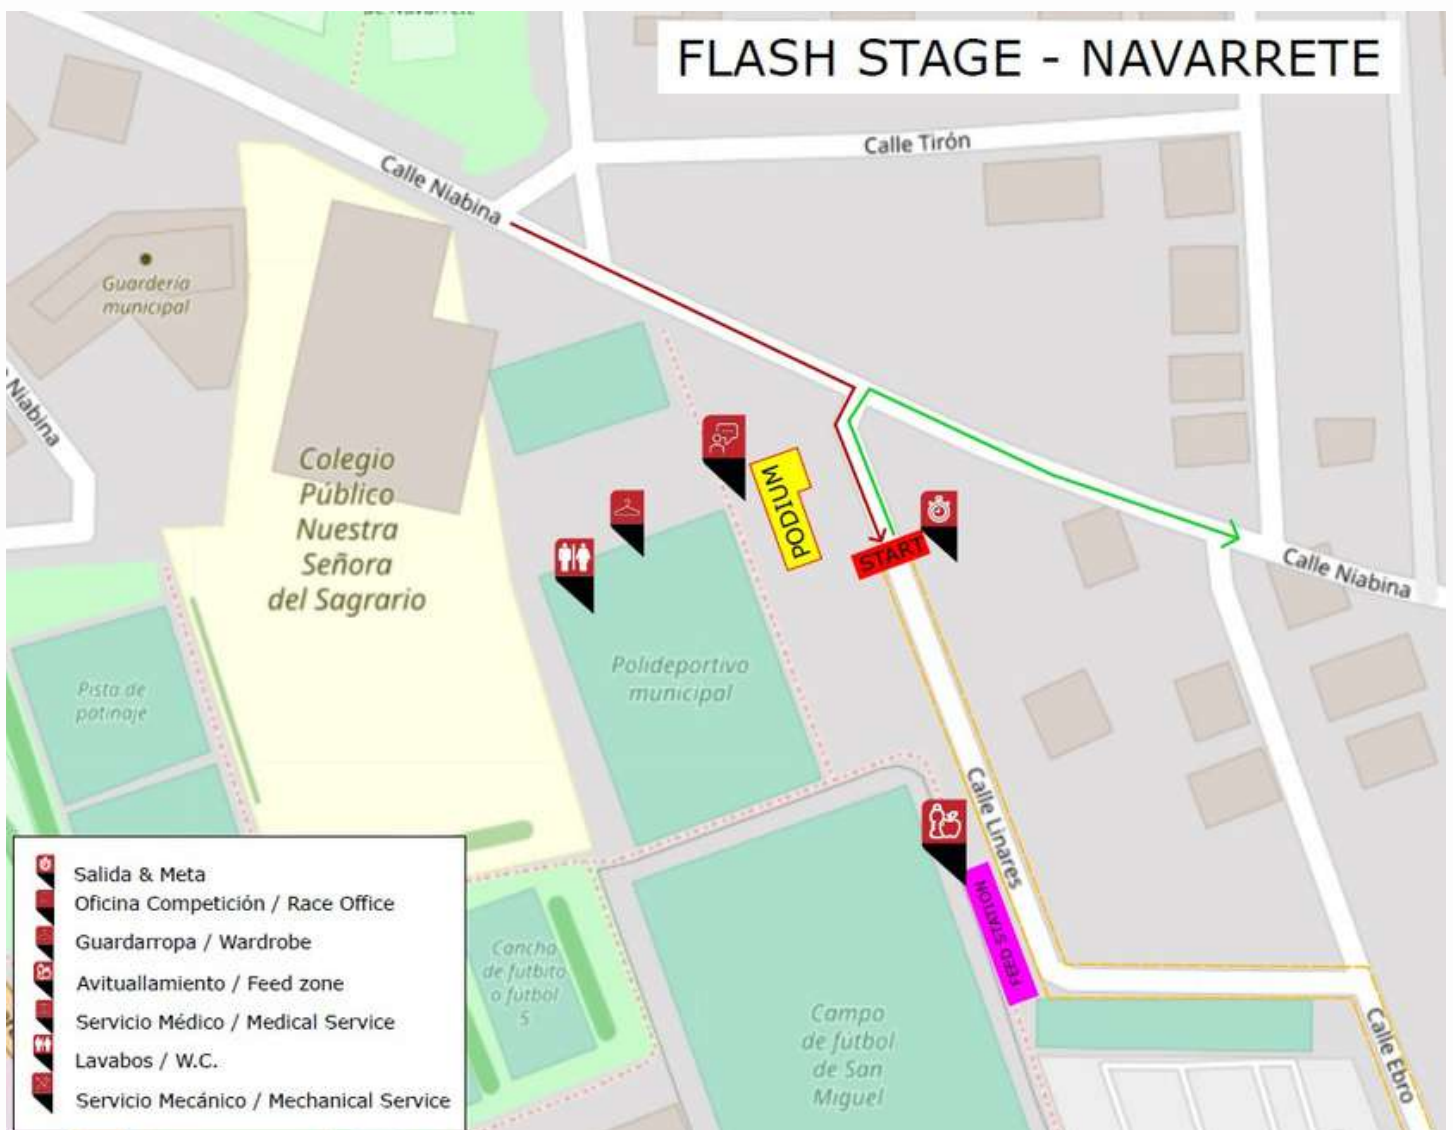 de Navarrete
FLASH STAGE - NAVARRETE
Calle Tirón
Calle Niabina
Guardería
municipal
Niabina
Colegio
Público
Nuestra
Señora
del Sagrario
PODIUM
START
Calle Niabina
Polideportivo
municipal
Pista de
patinaje
Calle Linares
FEED STATION
Cancha
de futbito
o fútbol
5
Campo
de fútbol
de San
Miguel
Calle Ebro
Salida & Meta
Oficina Competición / Race Office
Guardarropa / Wardrobe
Avituallamiento / Feed zone
Servicio Médico / Medical Service
Lavabos / W.C.
Servicio Mecánico / Mechanical Service